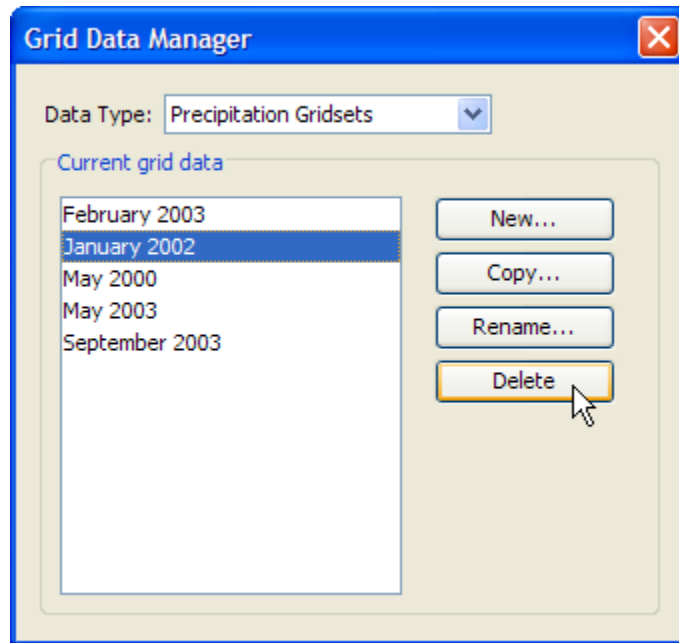 Grid Data Manager
Data Type: Precipitation Gridsets
Current grid data
February 2003
January 2002
May 2000
May 2003
September 2003
New...
Copy...
Rename...
Delete